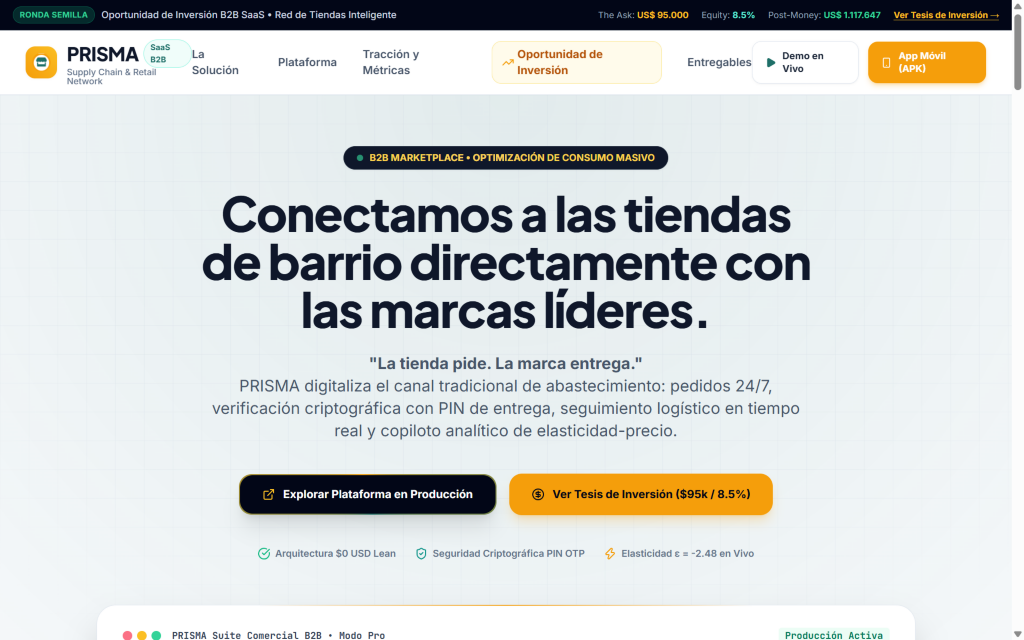 RONDA SEMILLA Oportunidad de Inversión B2B SaaS • Red de Tiendas Inteligente The Ask: US$ 95.000 Equity: 8.5% Post-Money: US$ 1.117.647 Ver Tesis de Inversión →
PRISMA
SaaS B2B
Supply Chain & Retail
Network
La
Solución
Plataforma
Tracción y
Métricas
Oportunidad de
Inversión
Entregables
Demo en
Vivo
App Móvil
(APK)
B2B MARKETPLACE • OPTIMIZACIÓN DE CONSUMO MASIVO
Conectamos a las tiendas
de barrio directamente con
las marcas líderes.
"La tienda pide. La marca entrega."
PRISMA digitaliza el canal tradicional de abastecimiento: pedidos 24/7,
verificación criptográfica con PIN de entrega, seguimiento logístico en tiempo
real y copiloto analítico de elasticidad-precio.
Explorar Plataforma en Producción
Ver Tesis de Inversión ($95k / 8.5%)
Arquitectura $0 USD Lean Seguridad Criptográfica PIN OTP Elasticidad ε = -2.48 en Vivo
PRISMA Suite Comercial B2B • Modo Pro Producción Activa